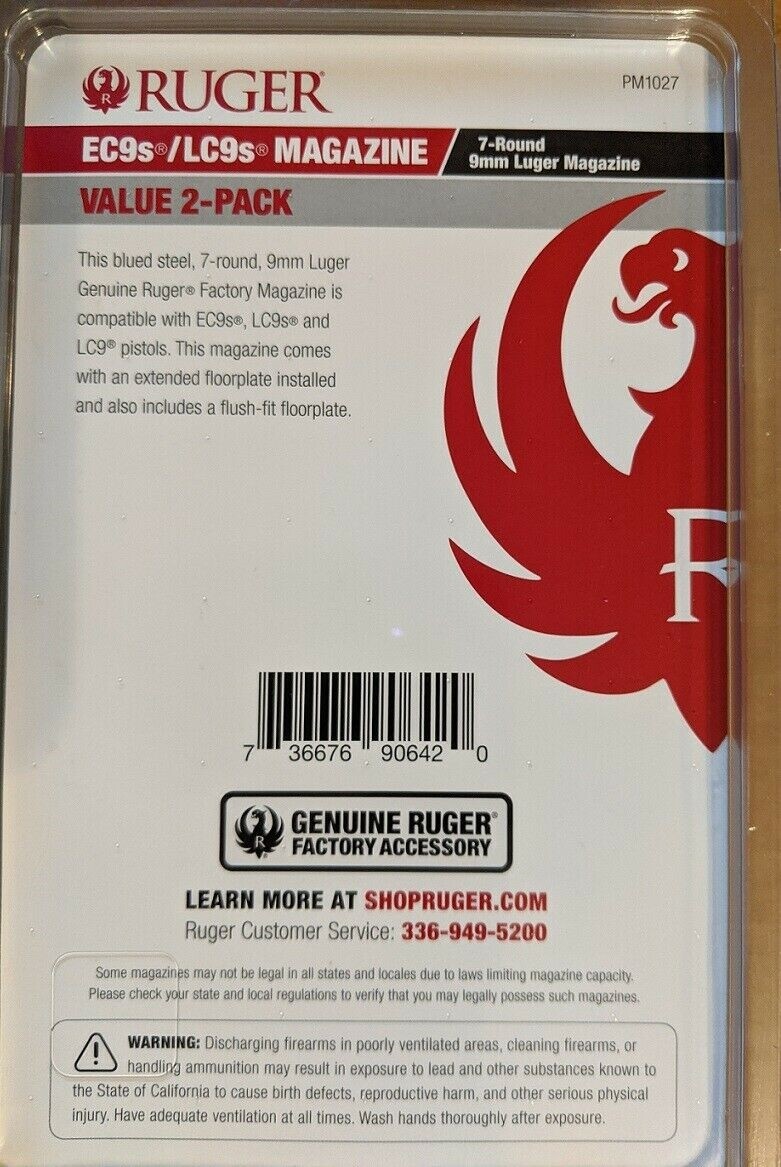 RUGER®
PM1027
EC9s®/LC9s® MAGAZINE
7-Round
9mm Luger Magazine
VALUE 2-PACK
This blued steel, 7-round, 9mm Luger
Genuine Ruger® Factory Magazine is
compatible with EC9s®, LC9s® and
LC9® pistols. This magazine comes
with an extended floorplate installed
and also includes a flush-fit floorplate.
R
7 36676 90642 0
R
GENUINE RUGER®
FACTORY ACCESSORY
LEARN MORE AT SHOPRUGER.COM
Ruger Customer Service: 336-949-5200
Some magazines may not be legal in all states and locales due to laws limiting magazine capacity.
Please check your state and local regulations to verify that you may legally possess such magazines.
WARNING: Discharging firearms in poorly ventilated areas, cleaning firearms, or
handling ammunition may result in exposure to lead and other substances known to
the State of California to cause birth defects, reproductive harm, and other serious physical
injury. Have adequate ventilation at all times. Wash hands thoroughly after exposure.